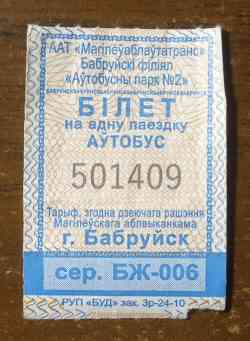 ААТ «Магілёўаблаўтатранс»
Бабруйскі філіял
«Аўтобусны парк №2»
БІЛЕТ
на адну паездку
АЎТОБУС
501409
Тарыф, згодна дзеючага рашэння
Магілёўскага аблвыканкама
г. Бабруйск
сер. БЖ-006
РУП «БУД» зак. 3р-24-10